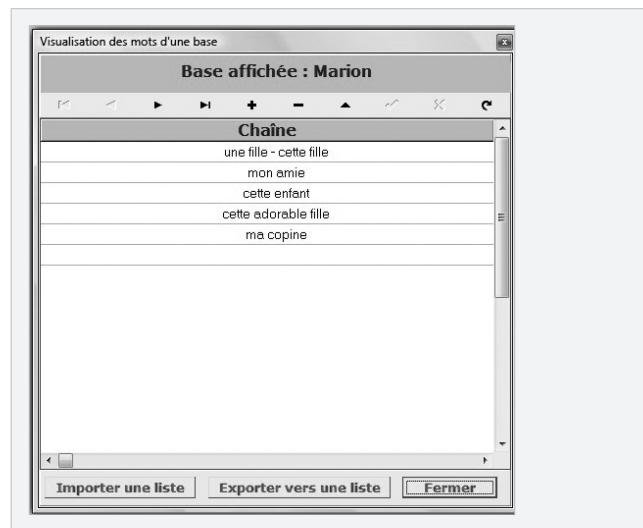 Visualisation des mots d'une base
Base affichée : Marion
Chaîne
une fille - cette fille
mon amie
cette enfant
cette adorable fille
ma copine
Importer une liste
Exporter vers une liste
Fermer